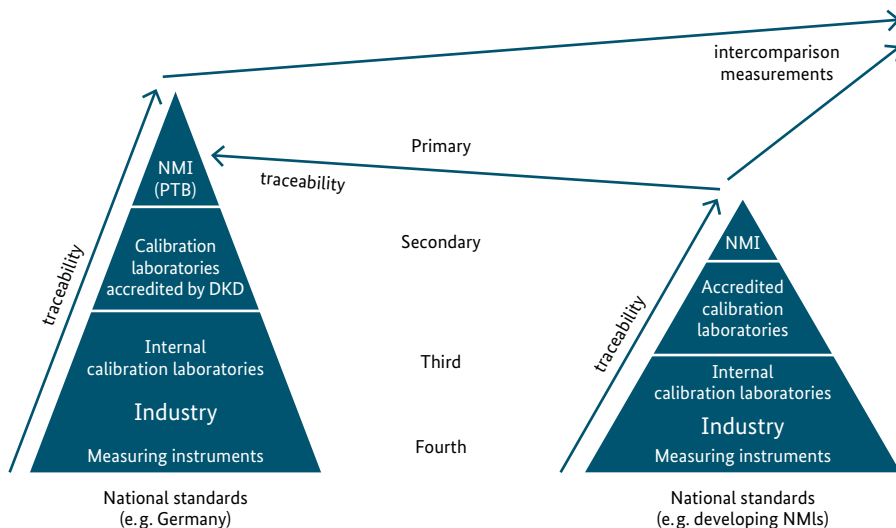 intercomparison
measurements
Primary
traceability
NMI
(PTB)
traceability
Calibration
laboratories
accredited by DKD
Secondary
NMI
Accredited
calibration
laboratories
traceability
Internal
calibration laboratories
Third
Internal
calibration laboratories
Industry
Industry
Fourth
Measuring instruments
Measuring instruments
National standards
(e. g. Germany)
National standards
(e. g. developing NMIs)